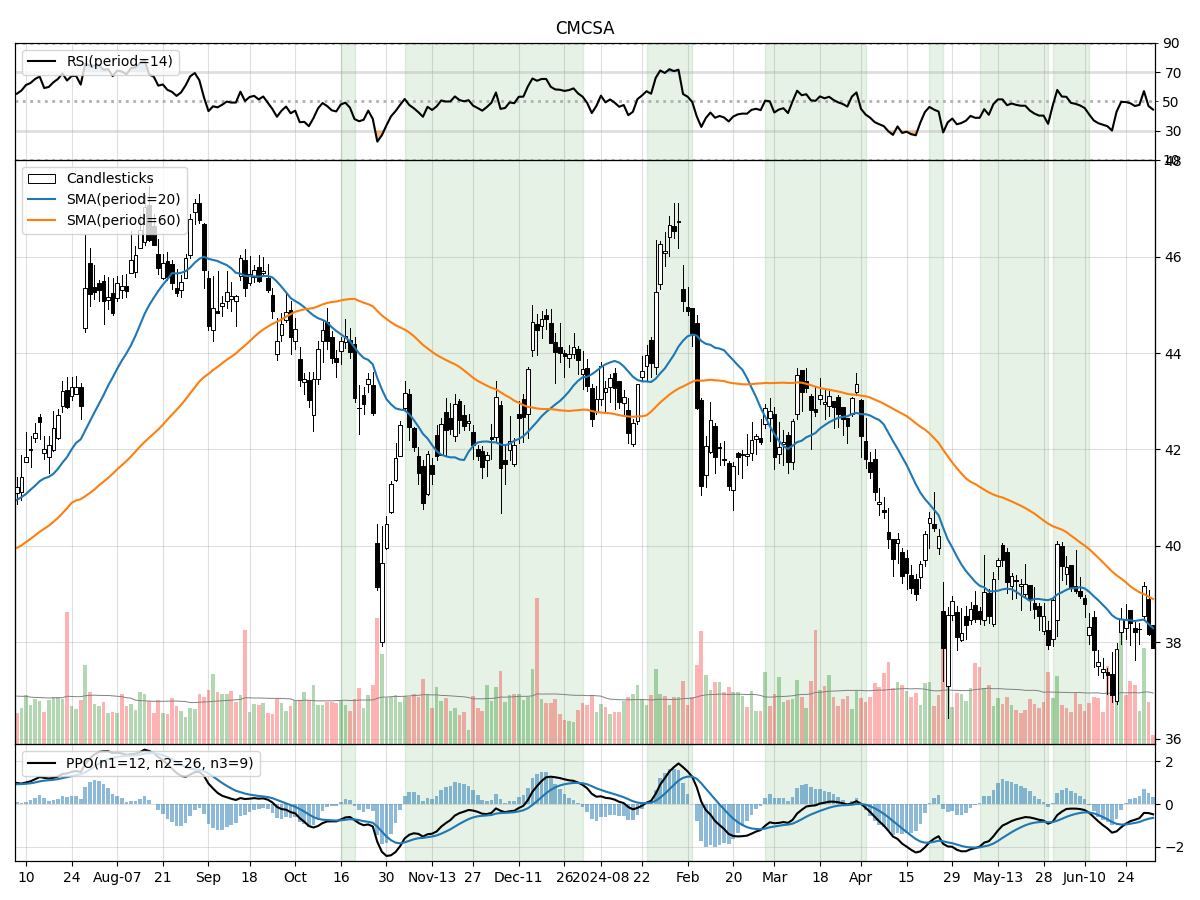 CMCSA
RSI(period=14)
90
70
50
30
10
48
Candlesticks
SMA(period=20)
SMA(period=60)
46
44
42
40
38
36
PPO(n1=12, n2=26, n3=9)
2
0
−2
10 24 Aug-07 21 Sep 18 Oct 16 30 Nov-13 27 Dec-11 26 2024-08 22 Feb 20 Mar 18 Apr 15 29 May-13 28 Jun-10 24